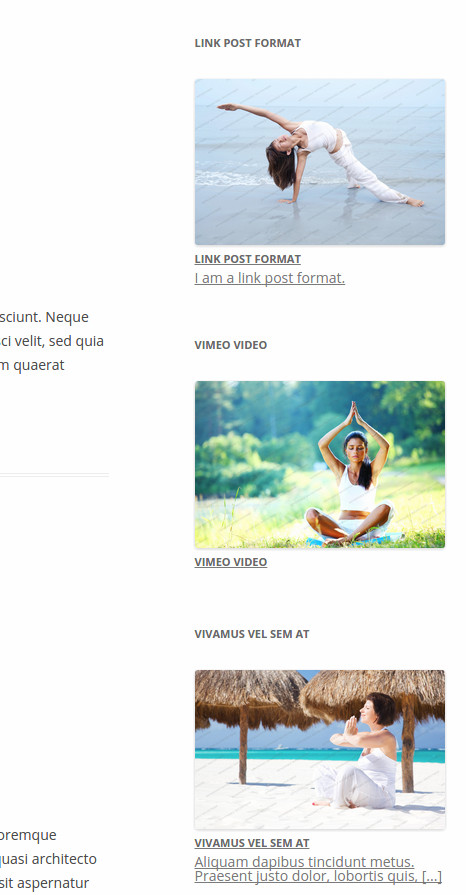 LINK POST FORMAT
LINK POST FORMAT
I am a link post format.
sciunt. Neque
ci velit, sed quia
m quaerat
VIMEO VIDEO
VIMEO VIDEO
VIVAMUS VEL SEM AT
VIVAMUS VEL SEM AT
Aliquam dapibus tincidunt metus.
Praesent justo dolor, lobortis quis, [...]
oremque
quasi architecto
sit aspernatur